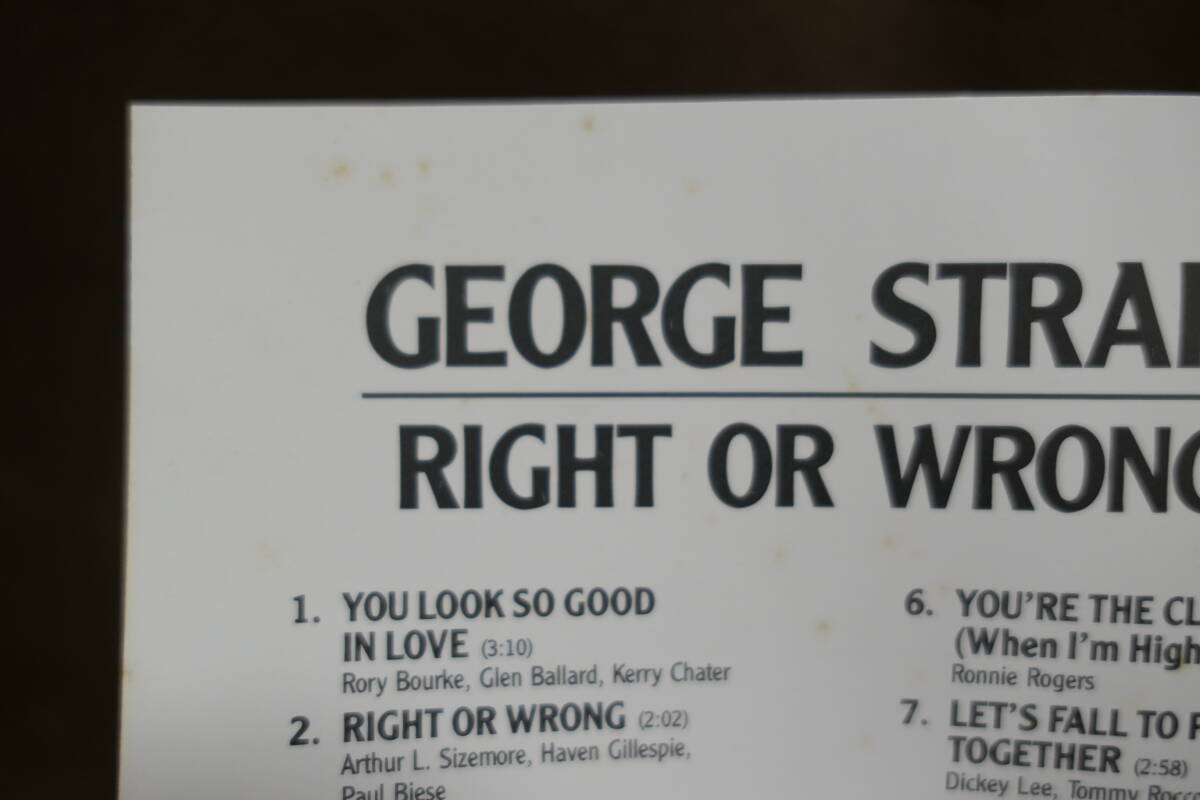 GEORGE STRAI
RIGHT OR WRONG
1. YOU LOOK SO GOOD
IN LOVE (3:10)
Rory Bourke, Glen Ballard, Kerry Chater
2. RIGHT OR WRONG (2:02)
Arthur L. Sizemore, Haven Gillespie,
Paul Biese
6. YOU'RE THE CL
(When I'm High
Ronnie Rogers
7. LET'S FALL TO P
TOGETHER (2:58)
Dickey Lee, Tommy Rocco